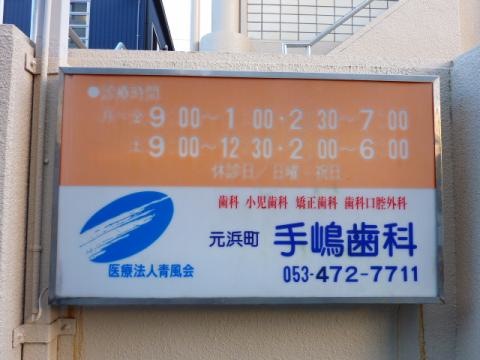 ●診療時間
月～金 9:00～1:00・2:30～7:00
土 9:00～12:30・2:00～6:00
休診日/日曜・祝日
歯科 小児歯科 矯正歯科 歯科口腔外科
元浜町 手嶋歯科
医療法人青風会
053-472-7711